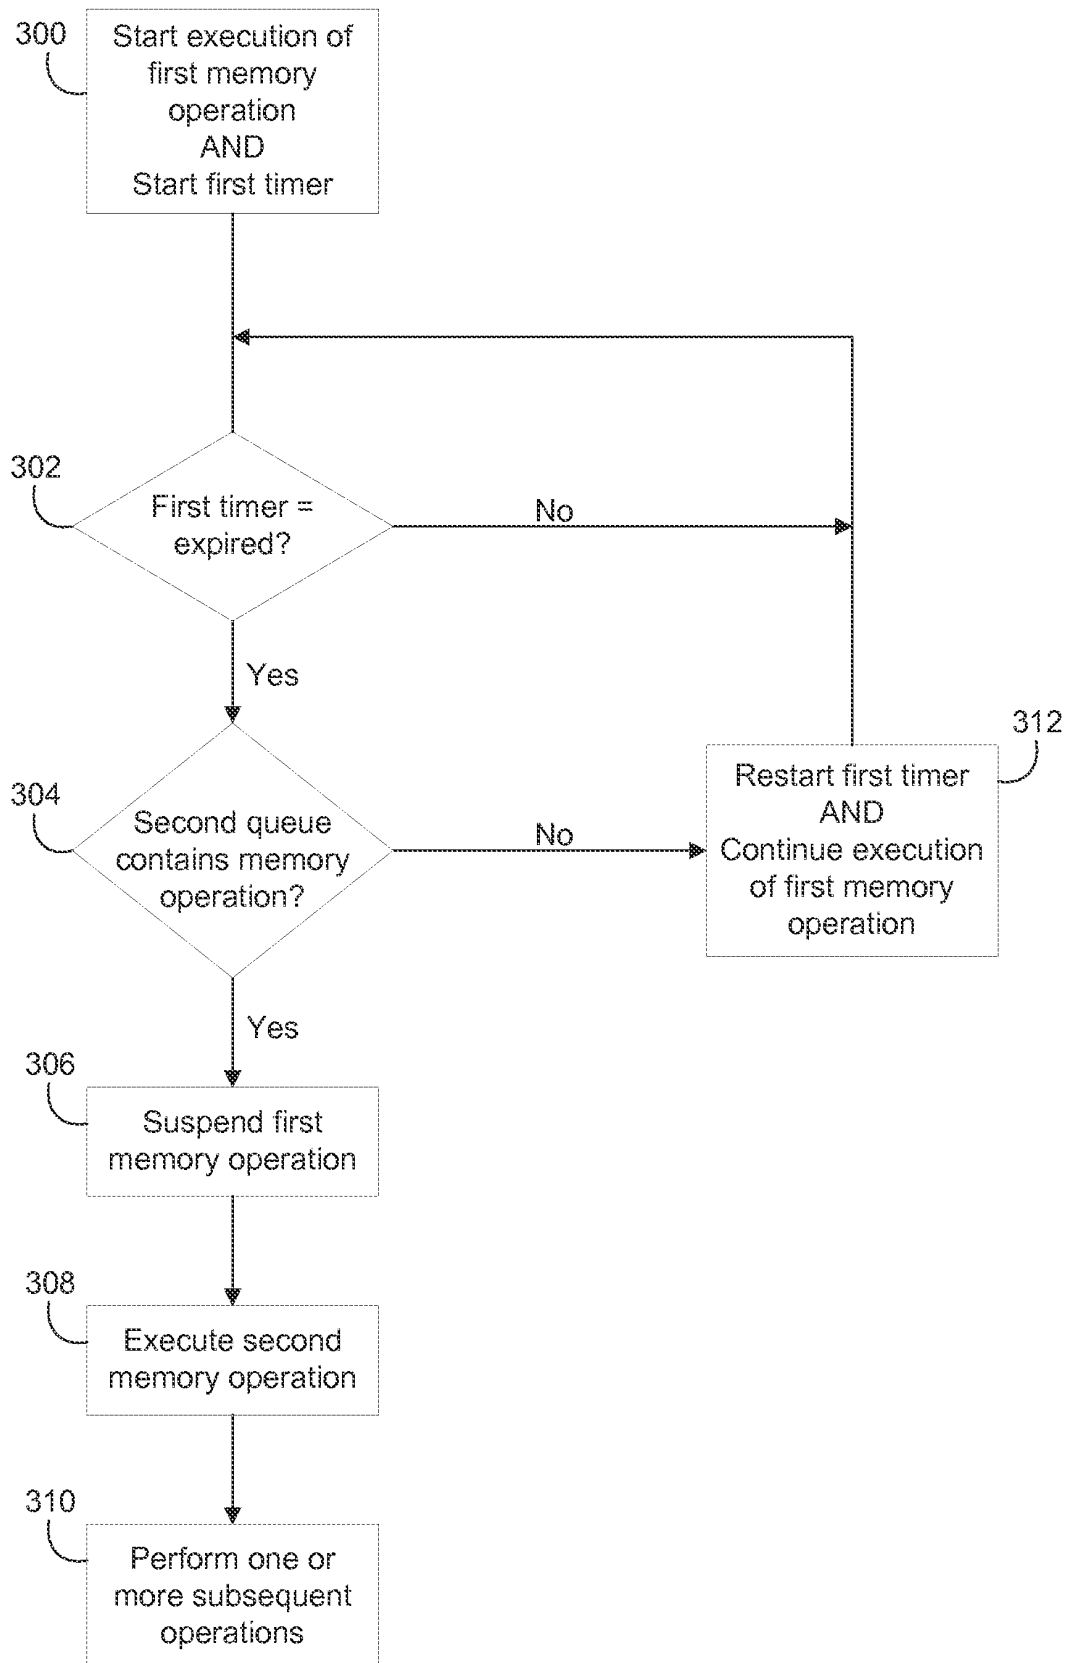 300
Start execution of
first memory
operation
AND
Start first timer
302
First timer =
expired?
No
Yes
304
Second queue
contains memory
operation?
No
312
Restart first timer
AND
Continue execution
of first memory
operation
Yes
306
Suspend first
memory operation
308
Execute second
memory operation
310
Perform one or
more subsequent
operations